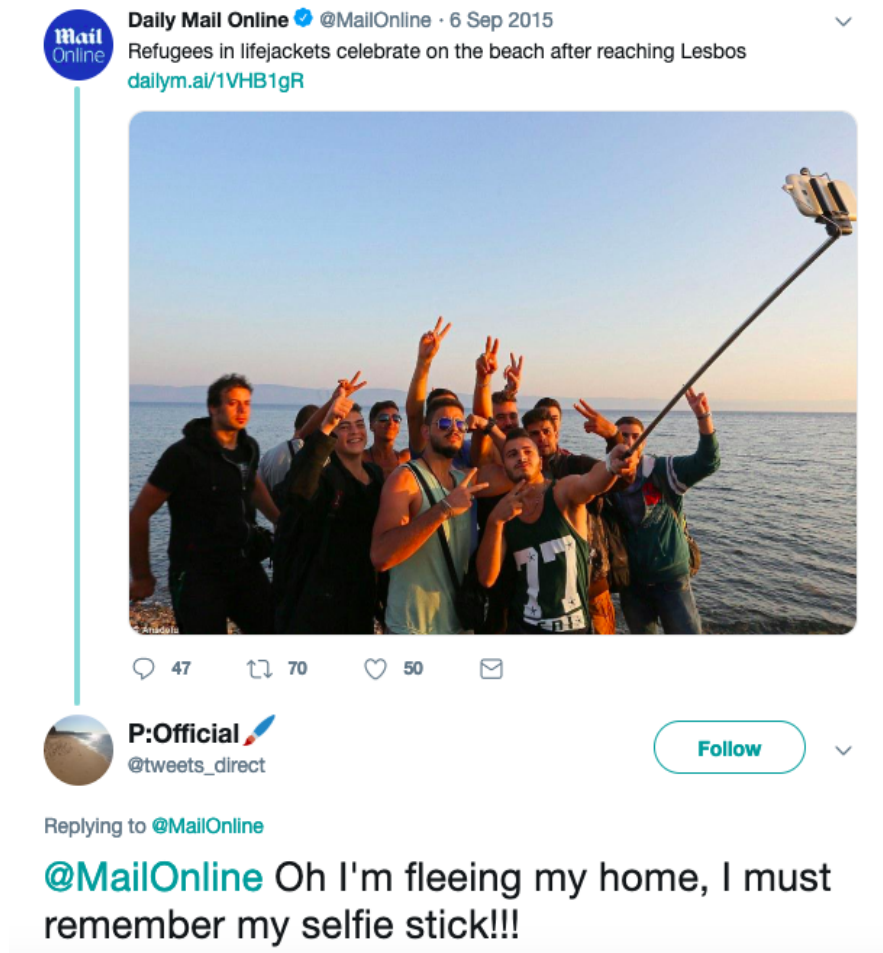 Mail
Online
Daily Mail Online @MailOnline · 6 Sep 2015
Refugees in lifejackets celebrate on the beach after reaching Lesbos
dailym.ai/1VHB1gR
77
© Anadolu
47 70 50
P:Official
@tweets_direct
Follow
Replying to @MailOnline
@MailOnline Oh I'm fleeing my home, I must
remember my selfie stick!!!